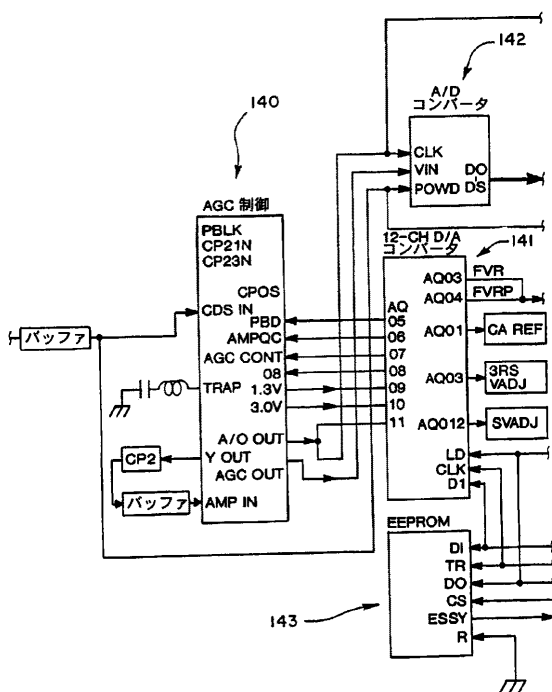 142
A/D
コンバータ
140
CLK
VIN
DO
-
DS
POWD
AGC 制御
PBLK
CP21N
CP23N
CPOS
CDS IN
PBD
AMPQC
AGC CONT
08
TRAP
1.3V
3.0V
A/O OUT
Y OUT
AGC OUT
AMP IN
バッファ
CP2
バッファ
12-CH D/A
コンバータ
141
AQ03
FVR
AQ04
FVRP
AQ
05
06
07
08
09
10
11
AQ01
CA REF
AQ03
3RS
VADJ
AQ012
SVADJ
LD
CLK
D1
EEPROM
DI
TR
DO
CS
ESSY
R
143